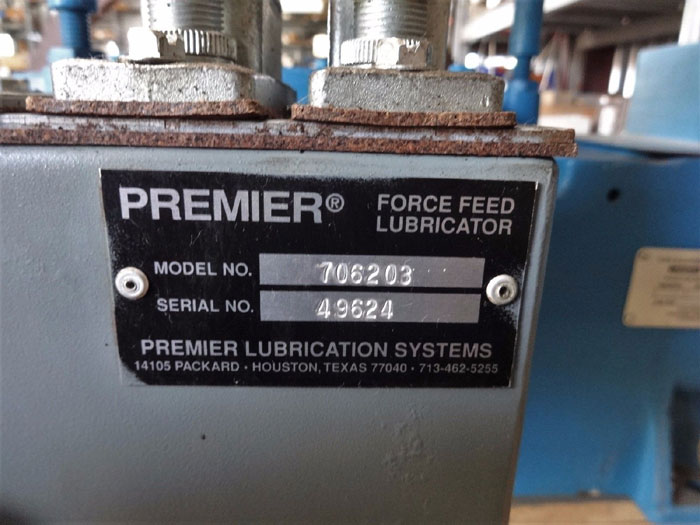 PREMIER® FORCE FEED
LUBRICATOR
MODEL NO. 706203
SERIAL NO. 49624
PREMIER LUBRICATION SYSTEMS
14105 PACKARD • HOUSTON, TEXAS 77040 • 713-462-5255